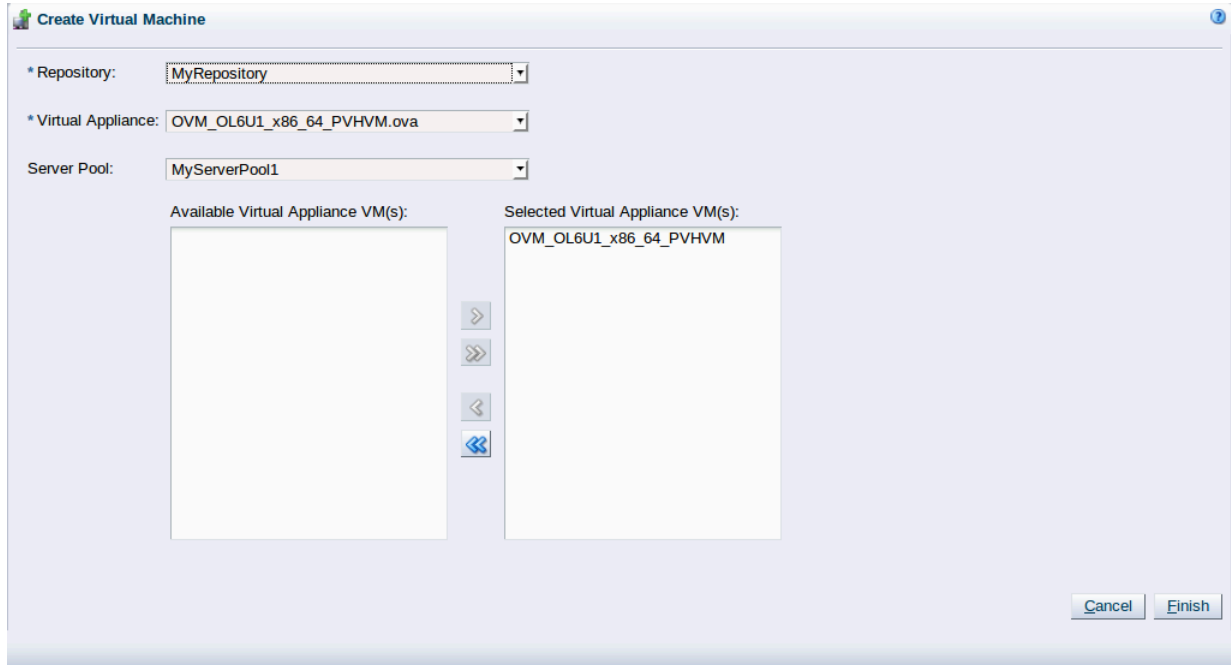 Create Virtual Machine
* Repository: MyRepository
* Virtual Appliance: OVM_OL6U1_x86_64_PVHVM.ova
Server Pool: MyServerPool1
Available Virtual Appliance VM(s): Selected Virtual Appliance VM(s):
OVM_OL6U1_x86_64_PVHVM
Cancel Finish